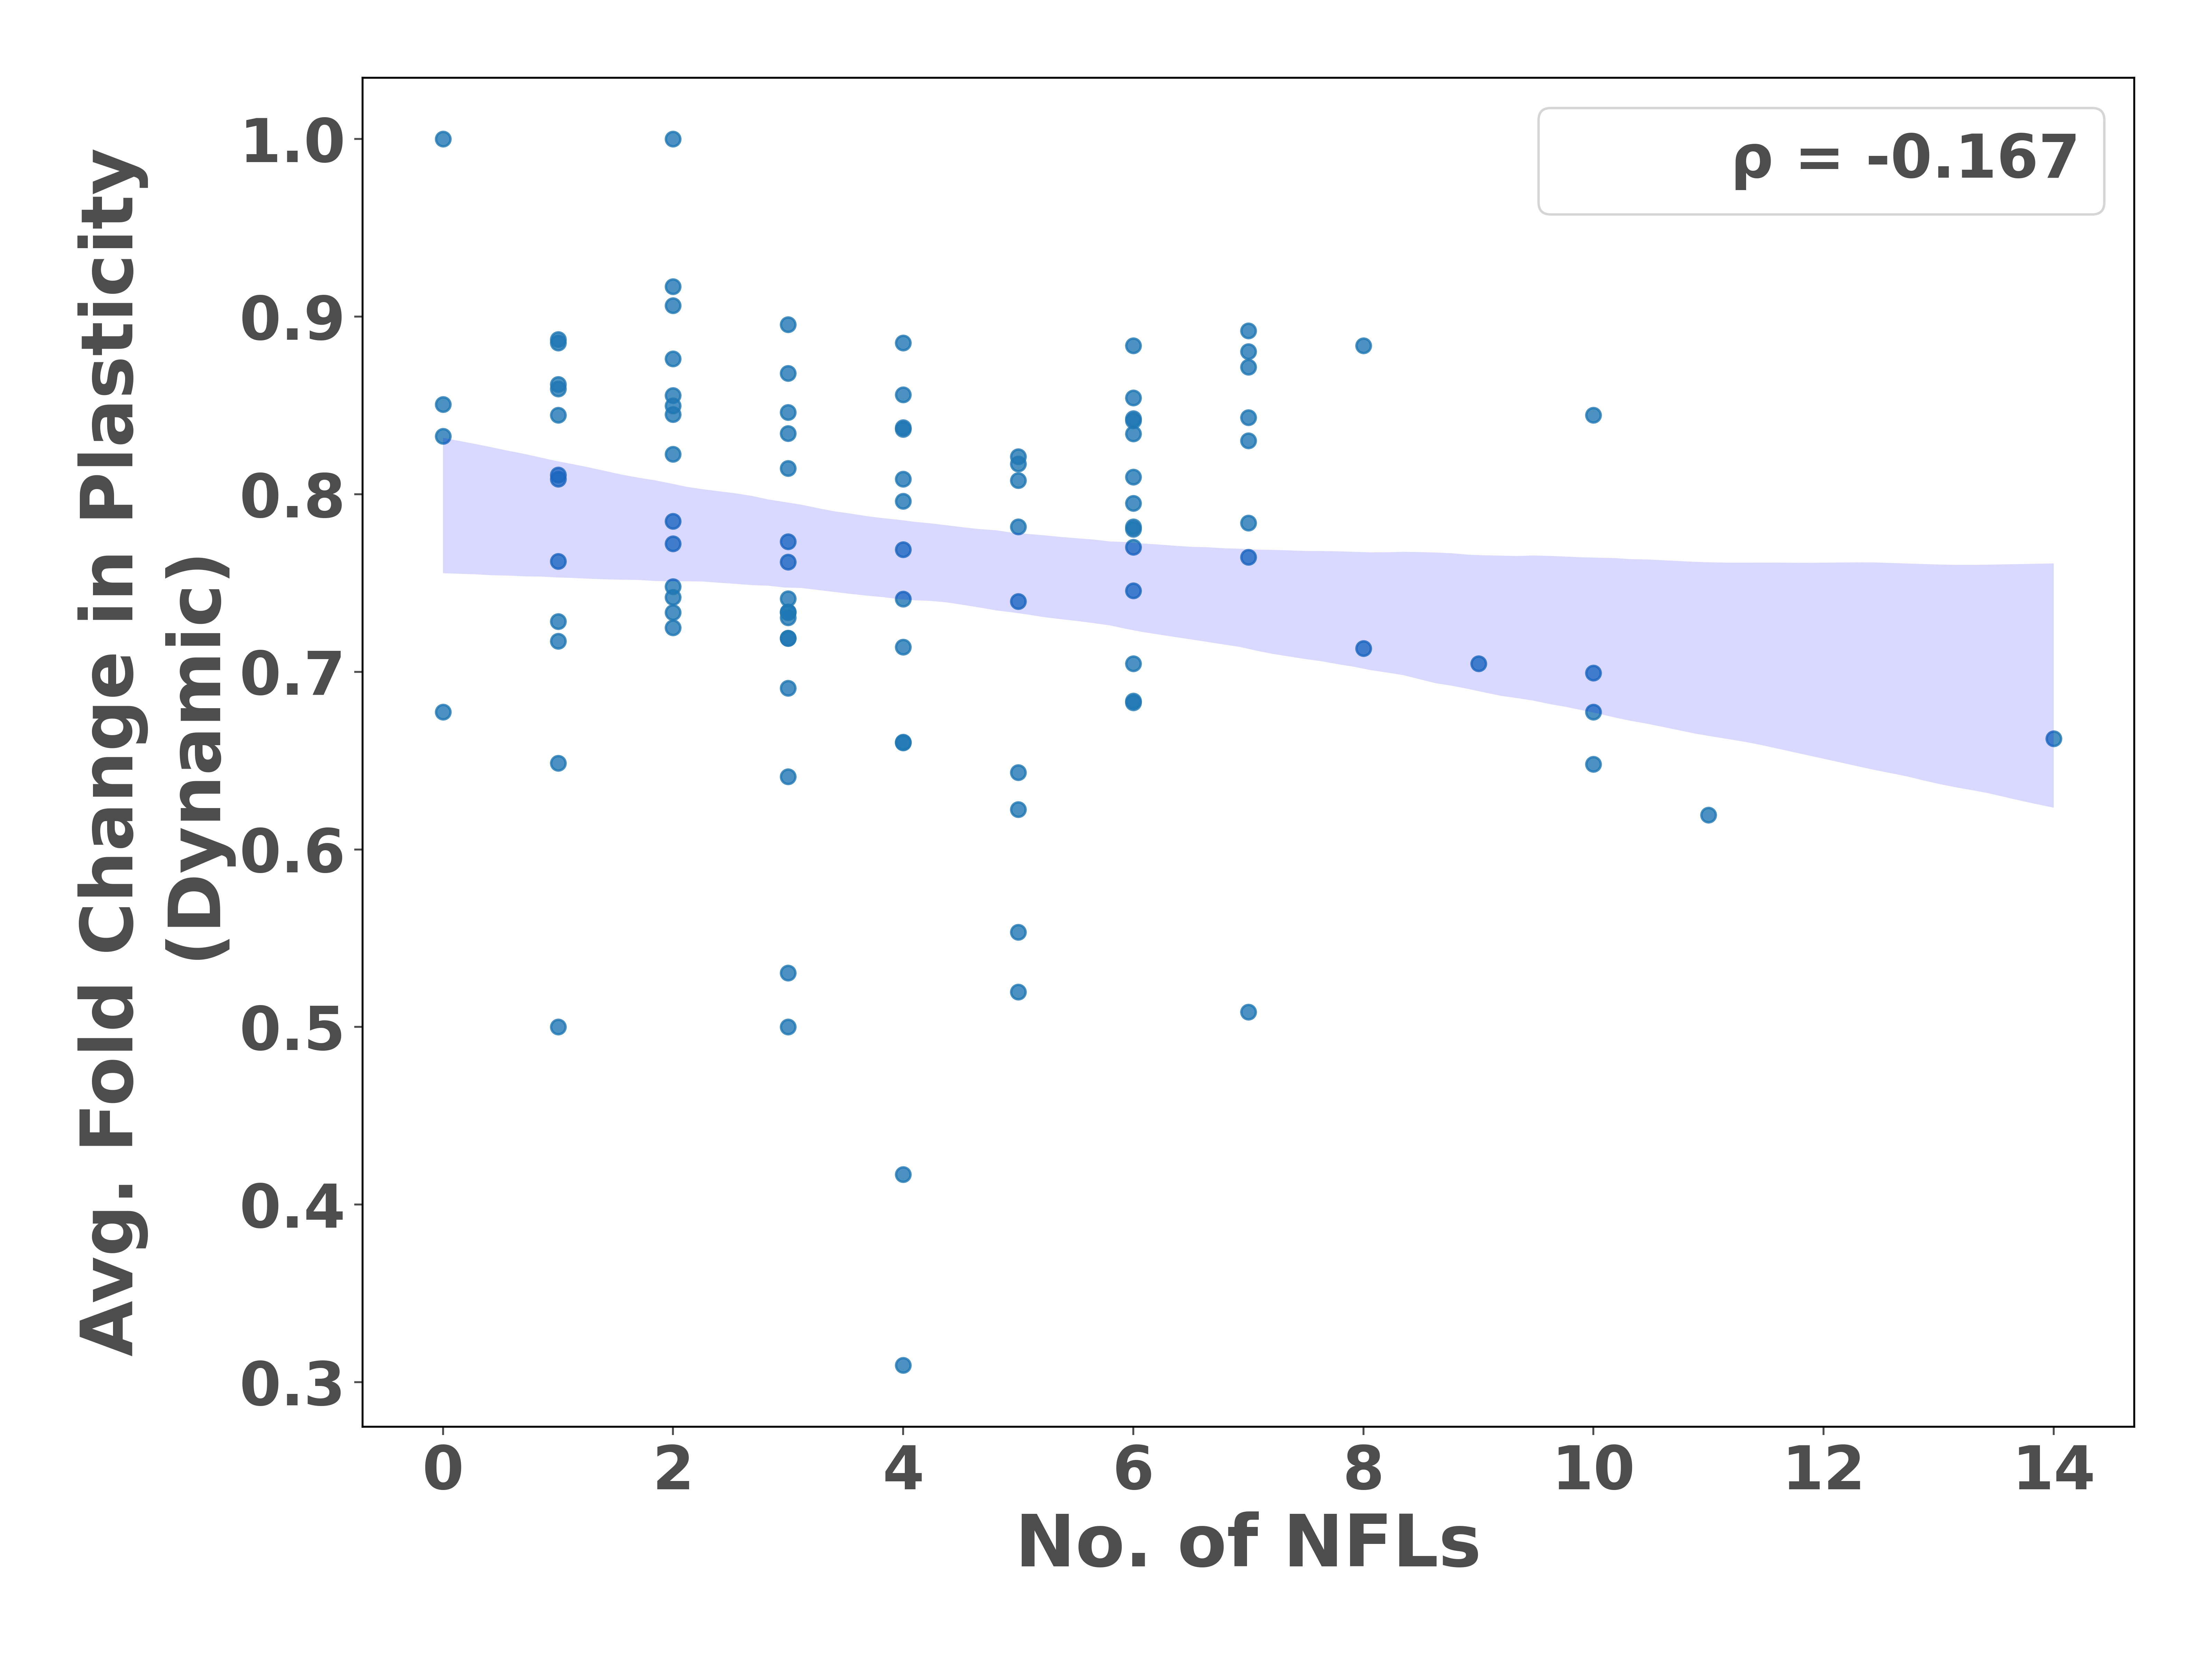 ρ = -0.167
Avg. Fold Change in Plasticity
(Dynamic)
1.0
0.9
0.8
0.7
0.6
0.5
0.4
0.3
0 2 4 6 8 10 12 14
No. of NFLs